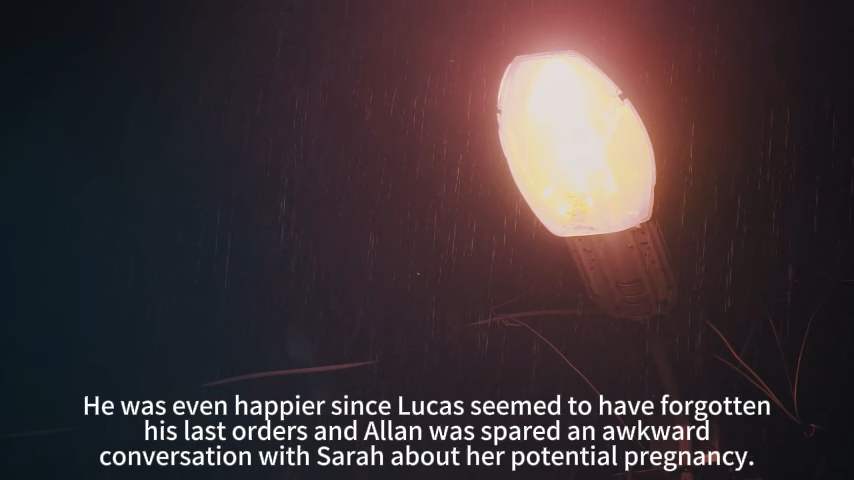 He was even happier since Lucas seemed to have forgotten
his last orders and Allan was spared an awkward
conversation with Sarah about her potential pregnancy.